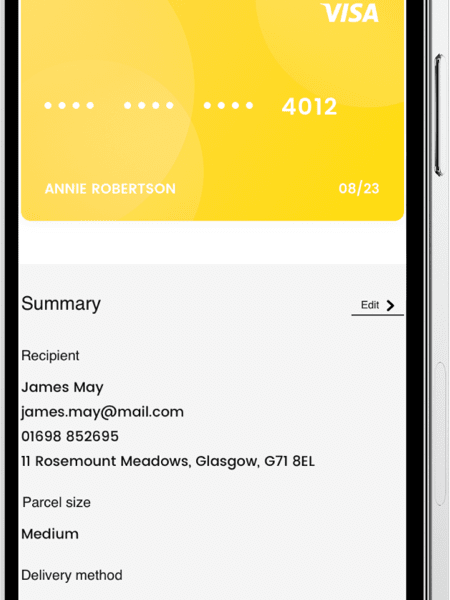 VISA
•••• •••• •••• 4012
ANNIE ROBERTSON 08/23
Summary Edit
Recipient
James May
james.may@mail.com
01698 852695
11 Rosemount Meadows, Glasgow, G71 8EL
Parcel size
Medium
Delivery method